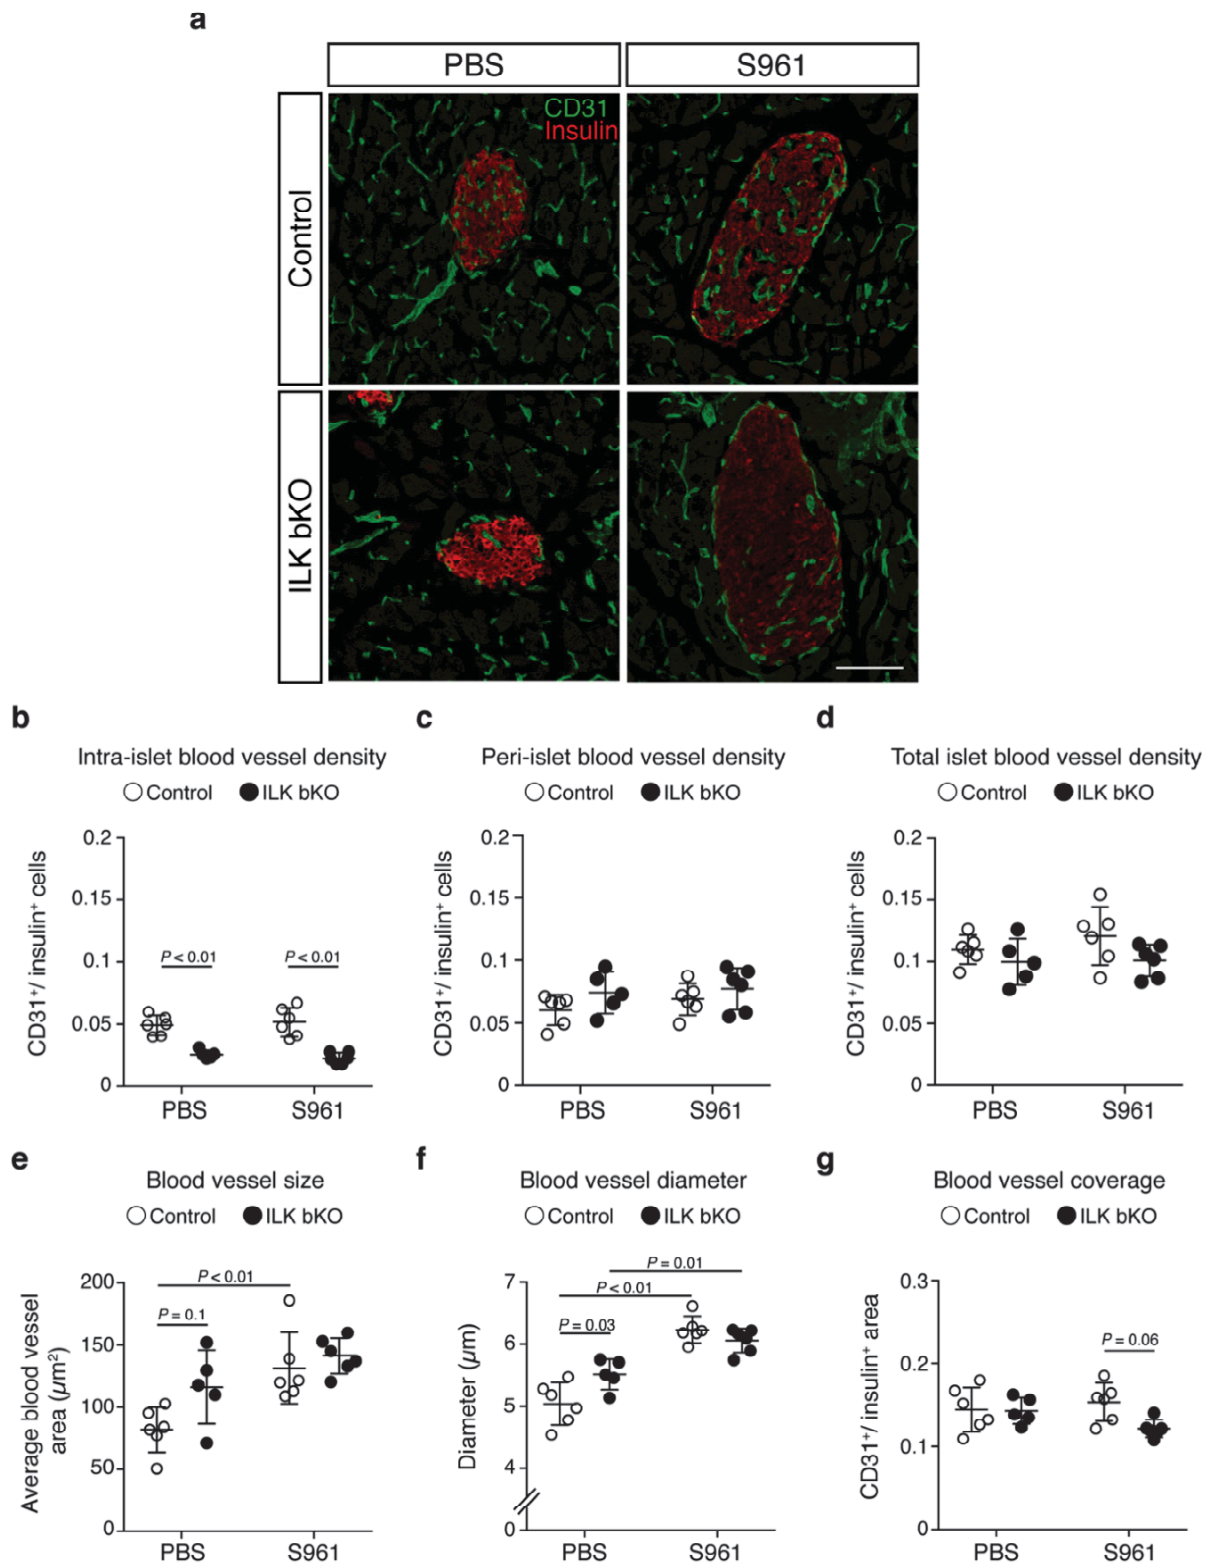 a
PBS
S961
Control
CD31
Insulin
ILK bKO
b
Intra-islet blood vessel density
Control
ILK bKO
CD31⁺/ insulin⁺ cells
0.2
0.15
0.1
0.05
0
P < 0.01
P < 0.01
PBS
S961
c
Peri-islet blood vessel density
Control
ILK bKO
CD31⁺/ insulin⁺ cells
0.2
0.15
0.1
0.05
0
PBS
S961
d
Total islet blood vessel density
Control
ILK bKO
CD31⁺/ insulin⁺ cells
0.2
0.15
0.1
0.05
0
PBS
S961
e
Blood vessel size
Control
ILK bKO
Average blood vessel
area (μm²)
200
150
100
50
0
P < 0.01
P = 0.1
PBS
S961
f
Blood vessel diameter
Control
ILK bKO
Diameter (μm)
7
6
5
4
0
P = 0.01
P < 0.01
P = 0.03
PBS
S961
g
Blood vessel coverage
Control
ILK bKO
CD31⁺/ insulin⁺ area
0.3
0.2
0.1
0
P = 0.06
PBS
S961